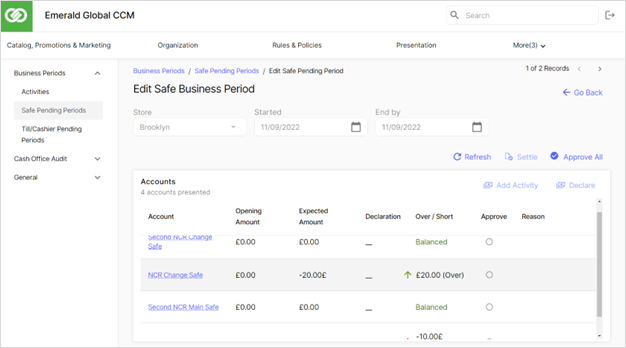 Emerald Global CCM
Search
Catalog, Promotions & Marketing Organization Rules & Policies Presentation More(3)
Business Periods
Activities
Safe Pending Periods
Till/Cashier Pending
Periods
Cash Office Audit
General
Business Periods / Safe Pending Periods / Edit Safe Pending Period
1 of 2 Records
Edit Safe Business Period
Go Back
Store Started End by
Brooklyn 11/09/2022 11/09/2022
Refresh Settle Approve All
Accounts
4 accounts presented
Add Activity Declare
Account Opening Amount Expected Amount Declaration Over / Short Approve Reason
Second NCR Change Safe £0.00 £0.00 __ Balanced
NCR Change Safe £0.00 -20.00£ __ £20.00 (Over)
Second NCR Main Safe £0.00 £0.00 __ Balanced
-10.00£